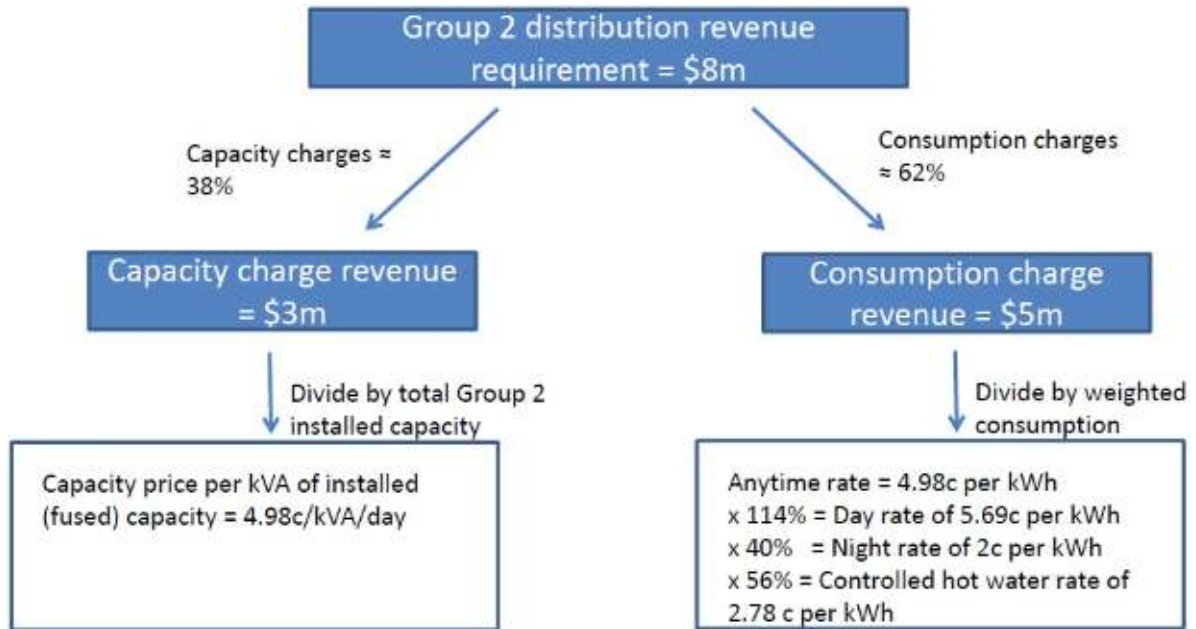 Group 2 distribution revenue
requirement = $8m
Capacity charges ≈
38%
Consumption charges
≈ 62%
Capacity charge revenue
= $3m
Consumption charge
revenue = $5m
Divide by total Group 2
installed capacity
Divide by weighted
consumption
Capacity price per kVA of installed
(fused) capacity = 4.98c/kVA/day
Anytime rate = 4.98c per kWh
x 114% = Day rate of 5.69c per kWh
x 40% = Night rate of 2c per kWh
x 56% = Controlled hot water rate of
2.78 c per kWh